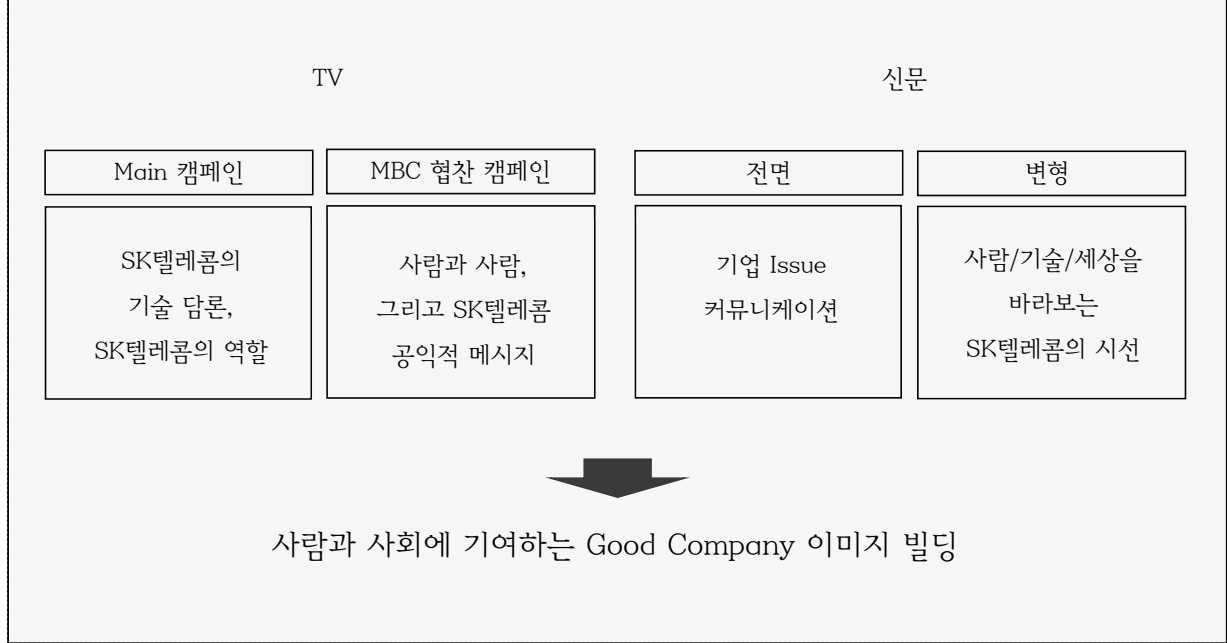 TV
신문
Main 캠페인
MBC 협찬 캠페인
전면
변형
SK텔레콤의
기술 담론,
SK텔레콤의 역할
사람과 사람,
그리고 SK텔레콤
공익적 메시지
기업 Issue
커뮤니케이션
사람/기술/세상을
바라보는
SK텔레콤의 시선
사람과 사회에 기여하는 Good Company 이미지 빌딩